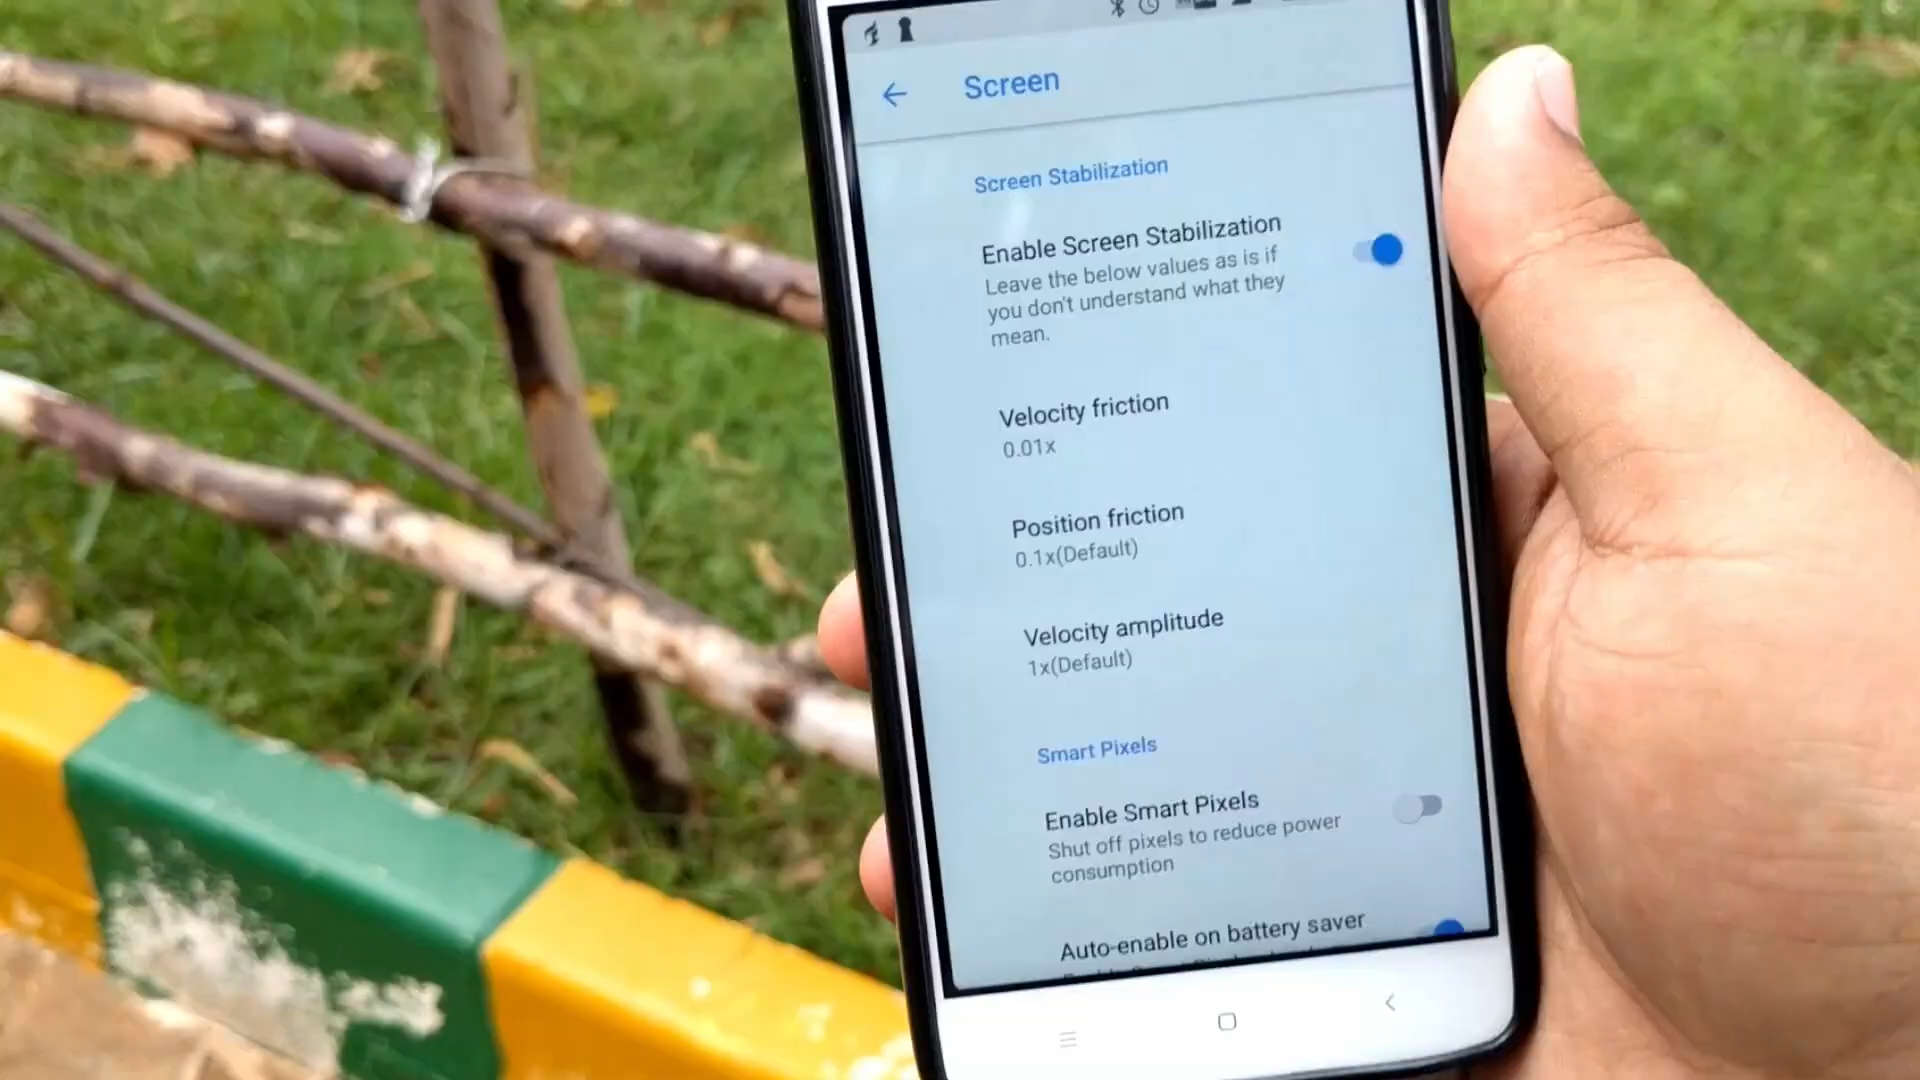 Screen
Screen Stabilization
Enable Screen Stabilization
Leave the below values as is if
you don't understand what they
mean.
Velocity friction
0.01x
Position friction
0.1x(Default)
Velocity amplitude
1x(Default)
Smart Pixels
Enable Smart Pixels
Shut off pixels to reduce power
consumption
Auto-enable on battery saver